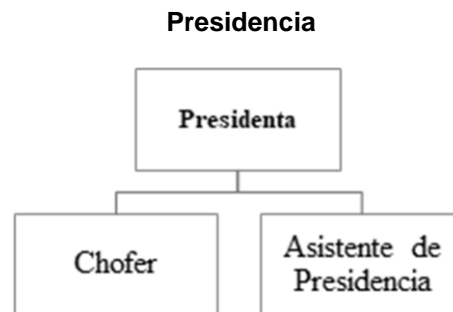 Presidencia
Presidenta
Chofer
Asistente de
Presidencia